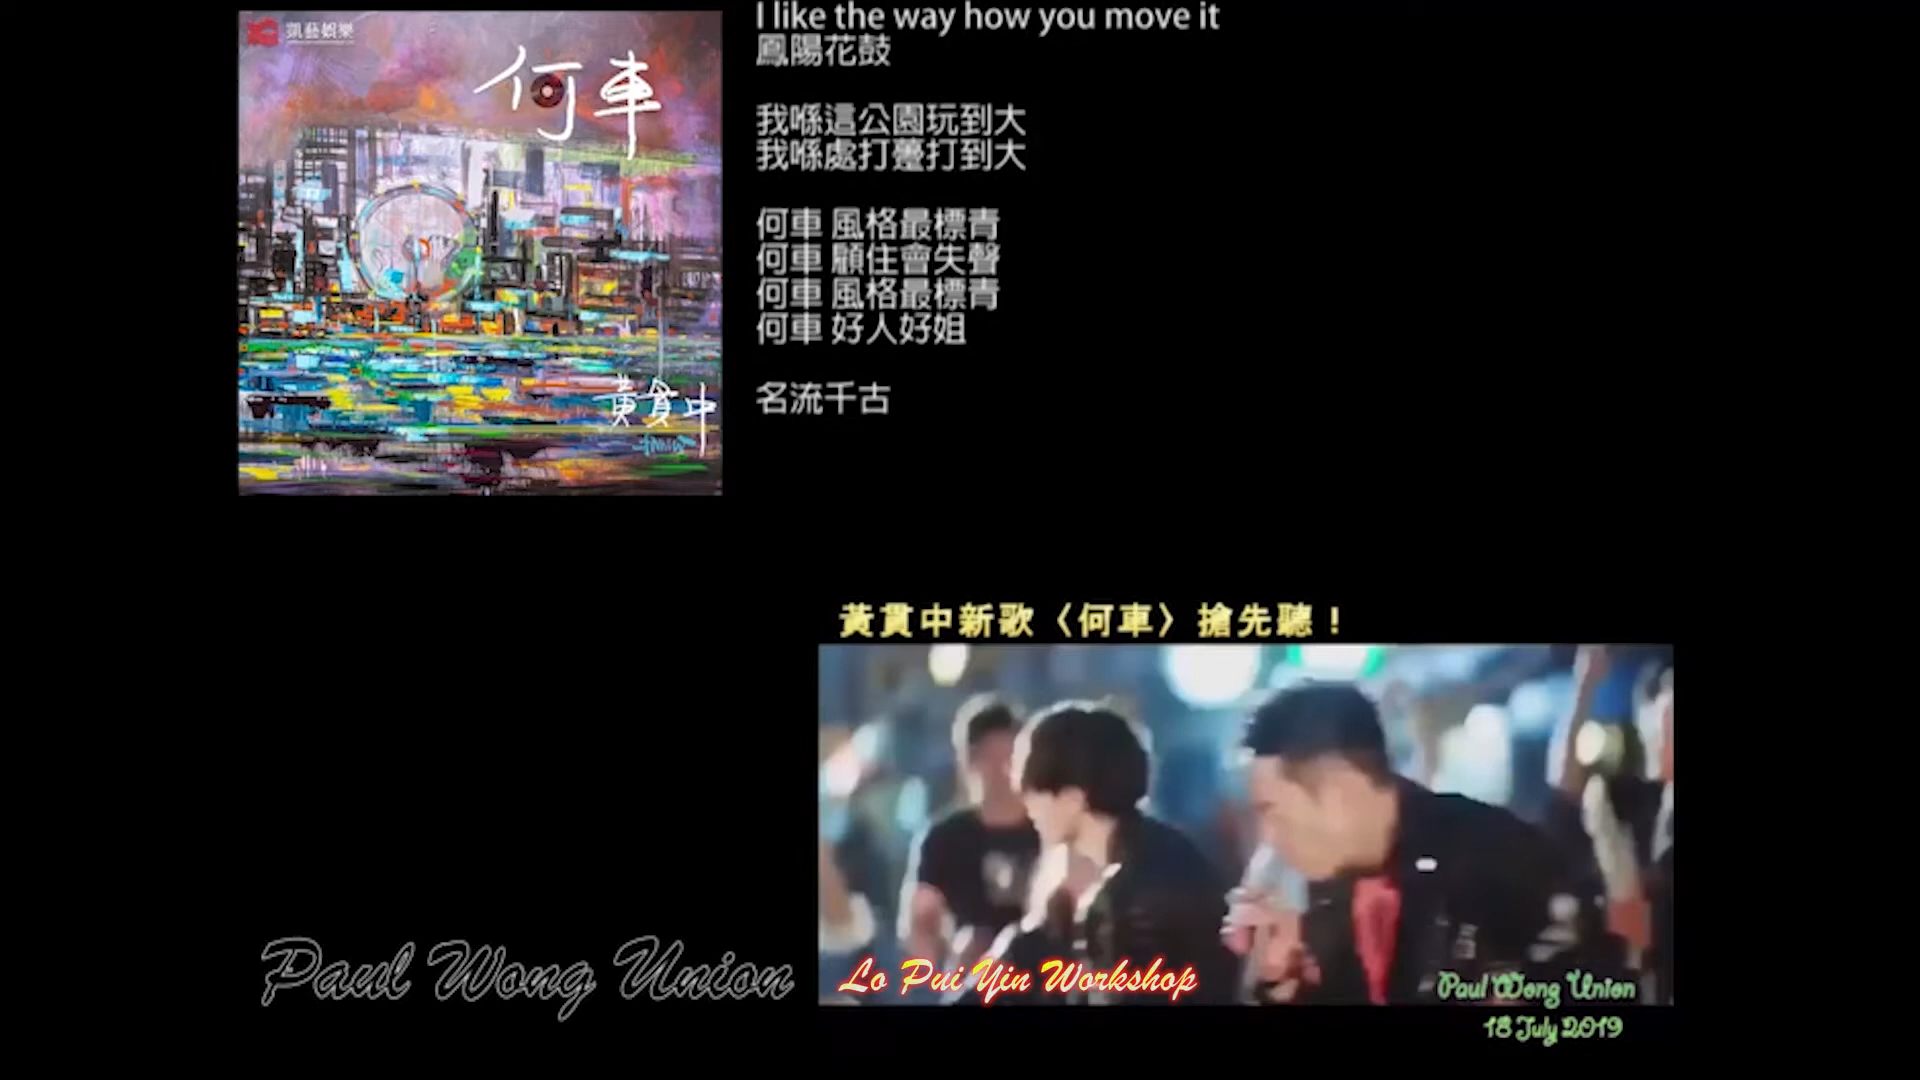 凱藝娛樂
何車
黃貫中
I like the way how you move it
鳳陽花鼓
我喺這公園玩到大
我喺處打躉打到大
何車 風格最標青
何車 顧住會失聲
何車 風格最標青
何車 好人好姐
名流千古
黃貫中新歌〈何車〉搶先聽！
Paul Wong Union
Lo Pui Yin Workshop
Paul Wong Union
18 July 2019